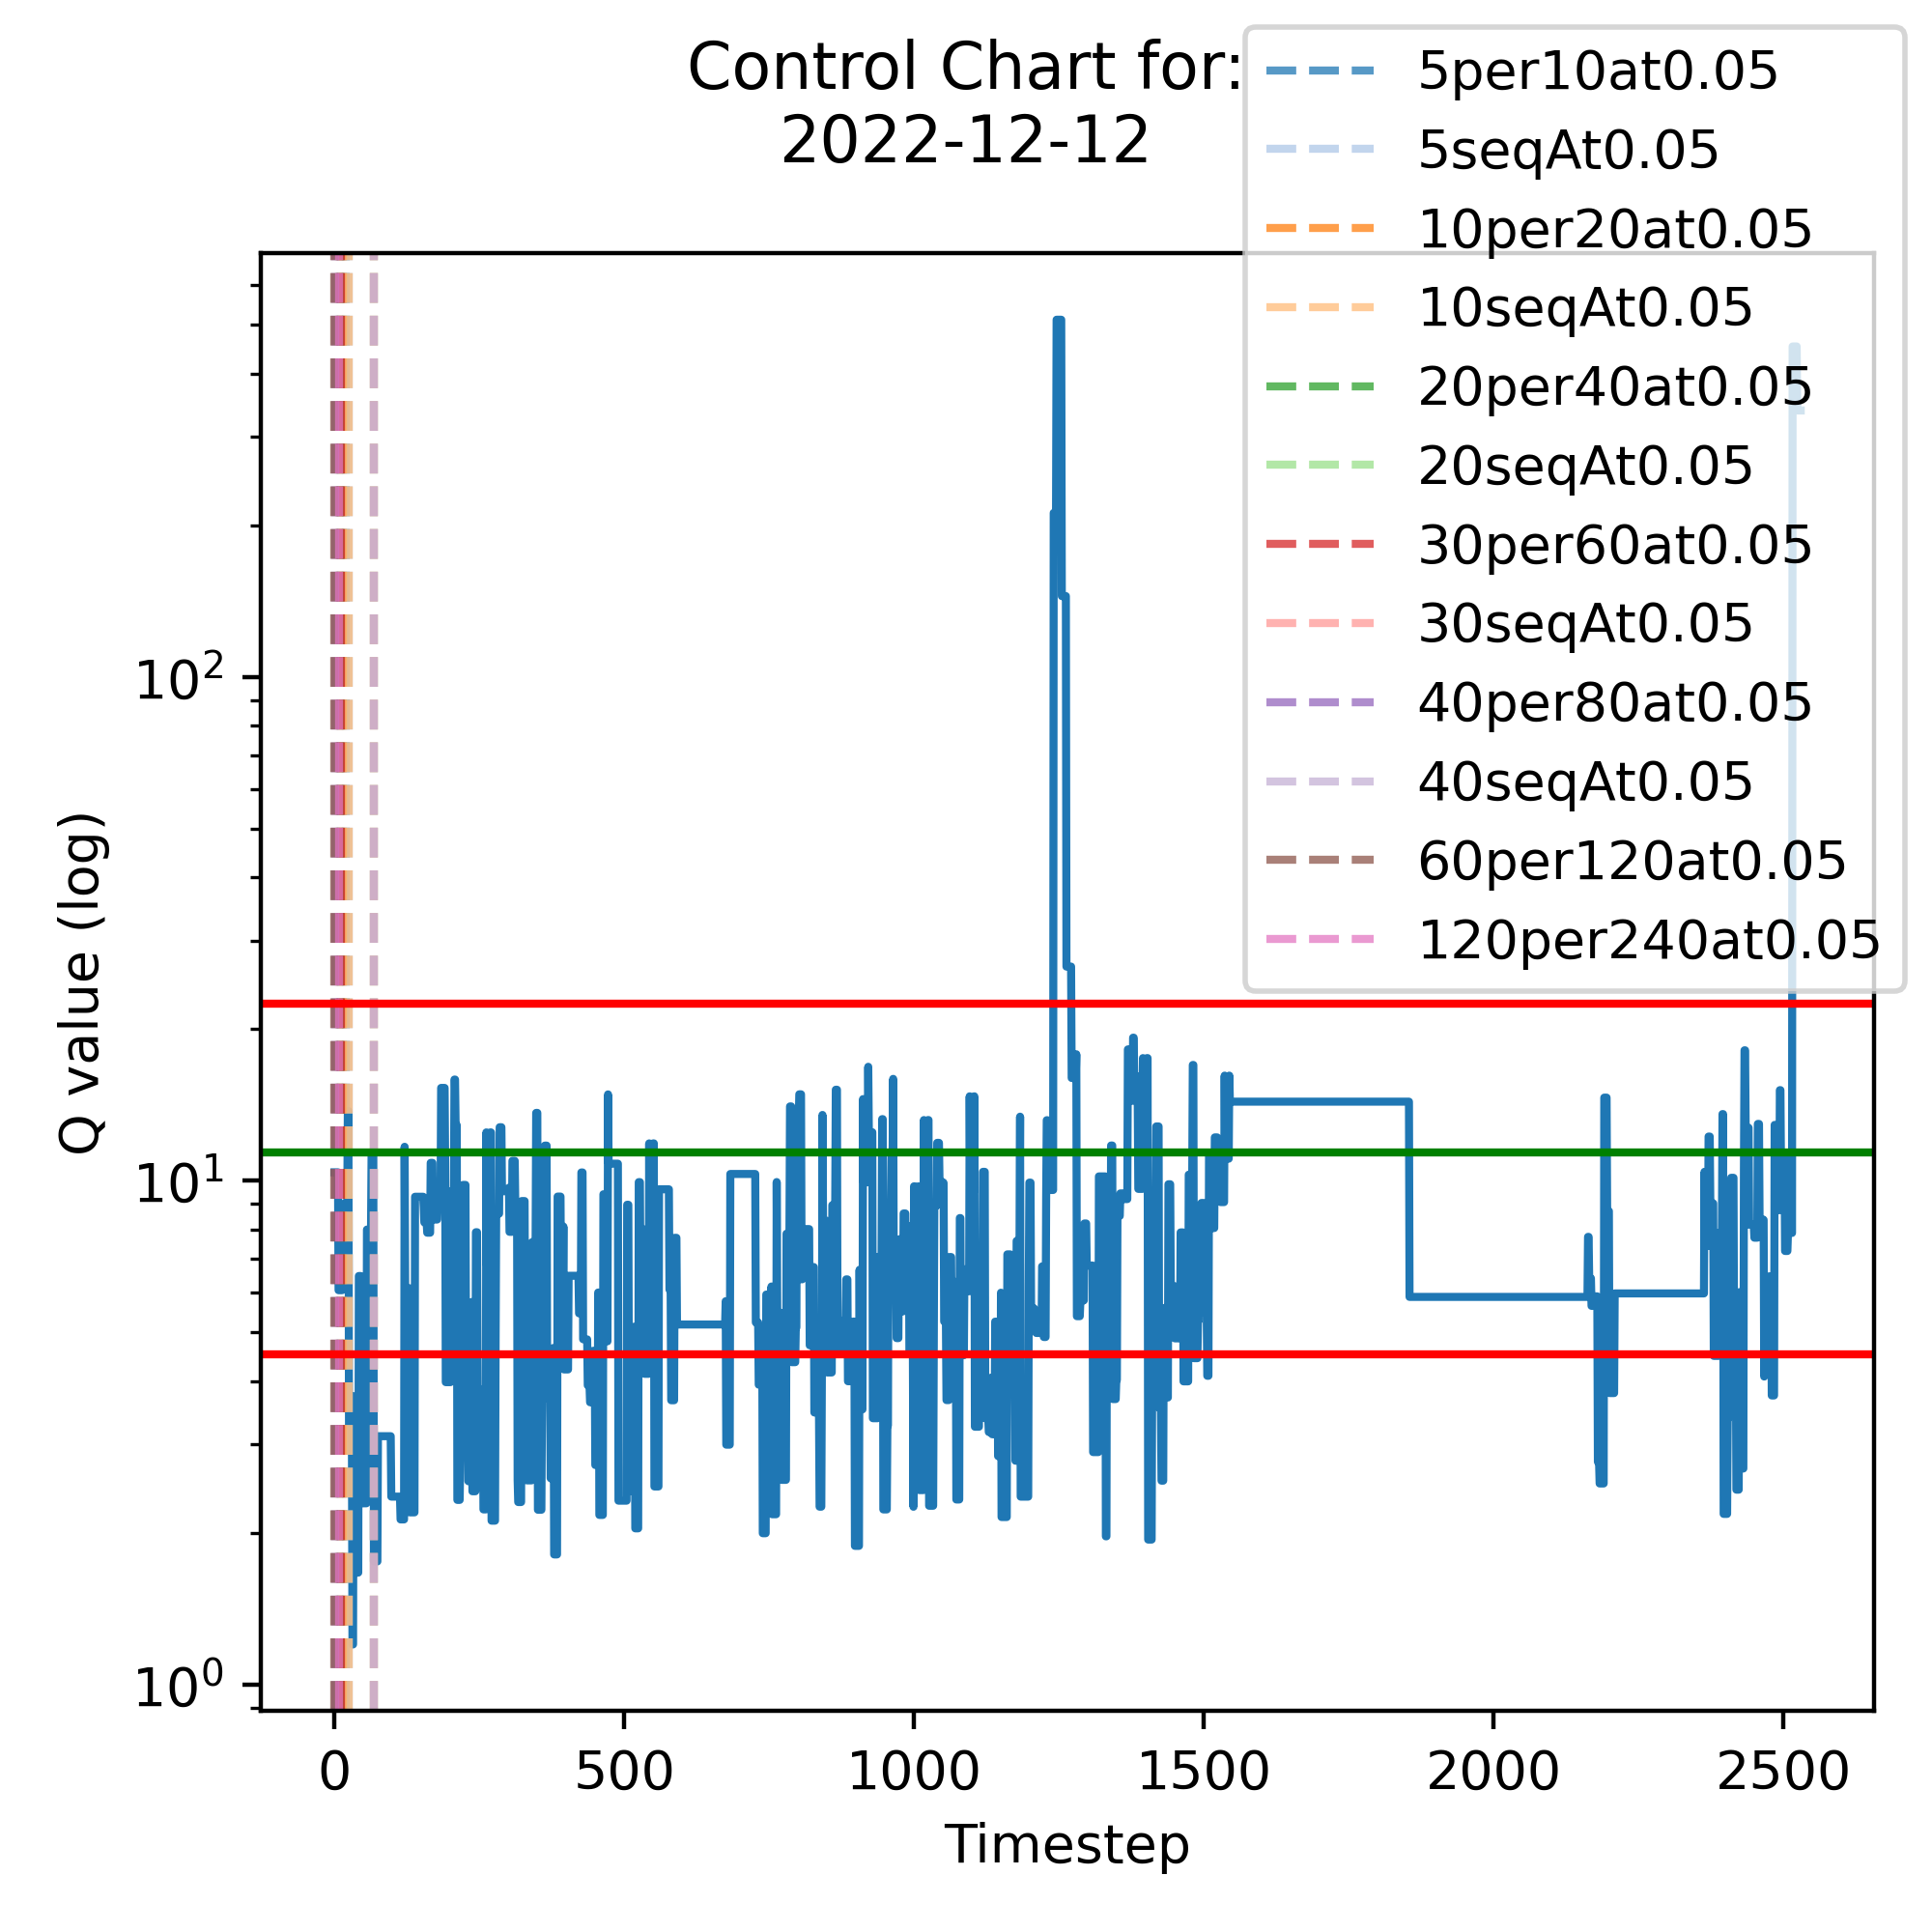 Control Chart for:
2022-12-12
5per10at0.05
5seqAt0.05
10per20at0.05
10seqAt0.05
20per40at0.05
20seqAt0.05
30per60at0.05
30seqAt0.05
40per80at0.05
40seqAt0.05
60per120at0.05
120per240at0.05
Q value (log)
10²
10¹
10⁰
0 500 1000 1500 2000 2500
Timestep